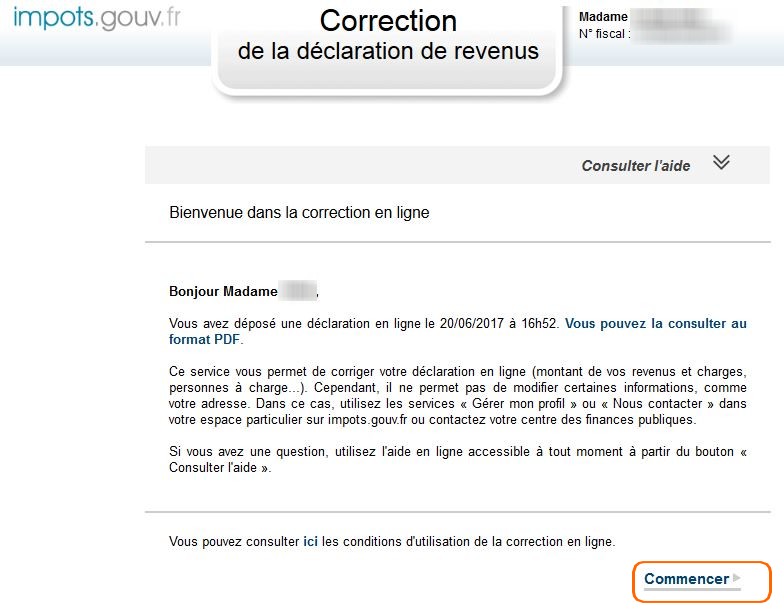 impots.gouv.fr
Correction
de la déclaration de revenus
Madame
N° fiscal :
Consulter l'aide
Bienvenue dans la correction en ligne
Bonjour Madame ,
Vous avez déposé une déclaration en ligne le 20/06/2017 à 16h52. Vous pouvez la consulter au
format PDF.
Ce service vous permet de corriger votre déclaration en ligne (montant de vos revenus et charges,
personnes à charge...). Cependant, il ne permet pas de modifier certaines informations, comme
votre adresse. Dans ce cas, utilisez les services « Gérer mon profil » ou « Nous contacter » dans
votre espace particulier sur impots.gouv.fr ou contactez votre centre des finances publiques.
Si vous avez une question, utilisez l'aide en ligne accessible à tout moment à partir du bouton «
Consulter l'aide ».
Vous pouvez consulter ici les conditions d'utilisation de la correction en ligne.
Commencer